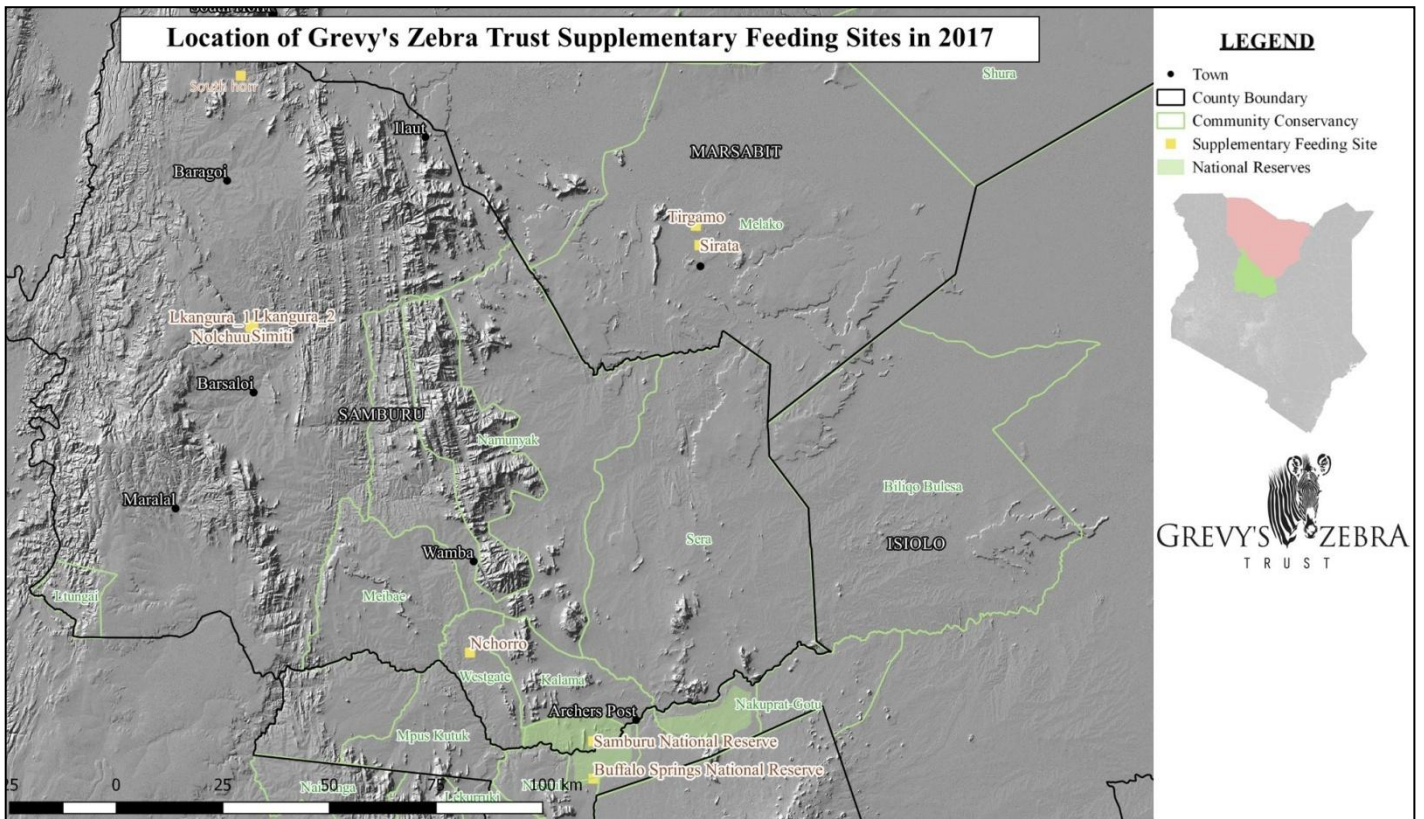 Location of Grevy's Zebra Trust Supplementary Feeding Sites in 2017
LEGEND
Town
County Boundary
Community Conservancy
Supplementary Feeding Site
National Reserves
South horr
Shura
Ilaut
MARSABIT
Baragoi
Tirgamo
Melako
Sirata
Lkangura_1 Lkangura_2
Nolchuu Simiti
Barsaloi
SAMBURU
Namunyak
Biliqo Bulesa
Maralal
Sera
ISIOLO
Wamba
Ltungai
Meibae
Nchorro
Westgate
Kalama
Nakuprat-Gotu
Archers Post
Mpus Kutuk
Samburu National Reserve
Buffalo Springs National Reserve
Lekurruki
25 0 25 50 75 100 km
GREVY'S ZEBRA
TRUST